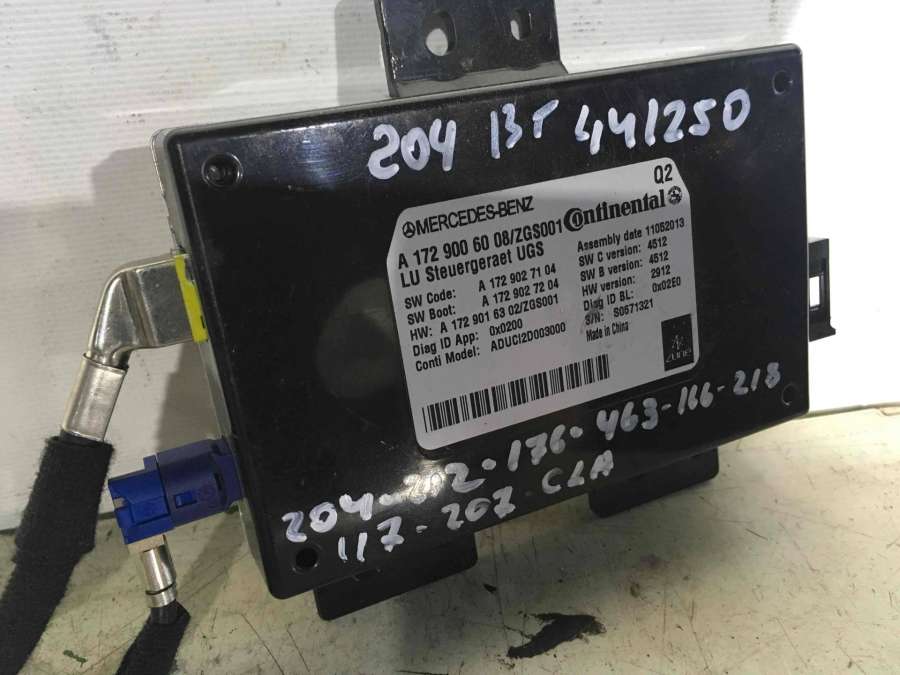 204 BT 441250
Q2
MERCEDES-BENZ Continental
A 172 900 60 08/ZGS001
LU Steuergeraet UGS
SW Code: A 172 902 71 04
SW Boot: A 172 902 72 04
HW: A 172 901 63 02/ZGS001
Diag ID App: 0x0200
Conti Model: ADUCI2D003000
Assembly date 11052013
SW C version: 4512
SW B version: 4512
HW version: 2912
Diag ID BL: 0x02E0
S/N: S0571321
Made in China
204-212-176-463-166-218
117-207-CLA